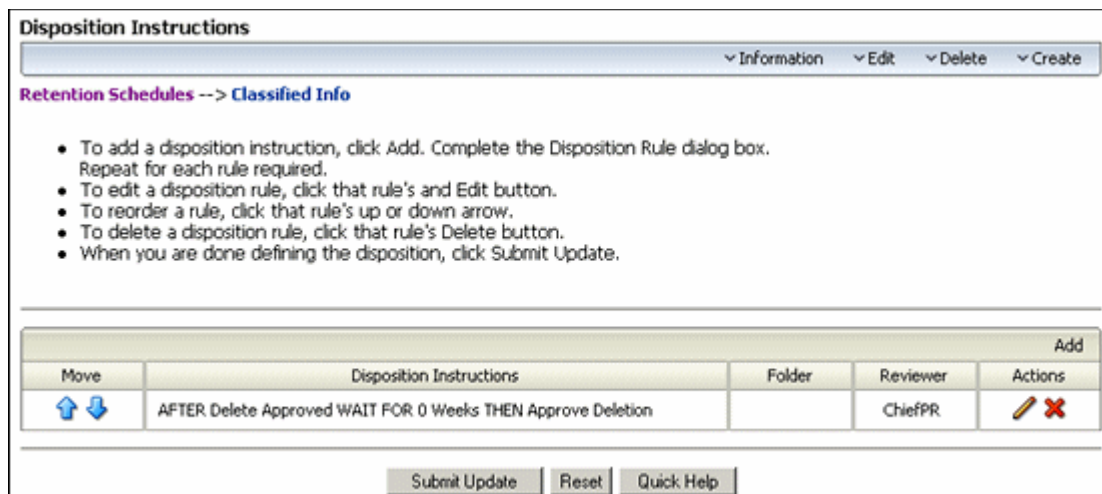 Disposition Instructions
Information Edit Delete Create
Retention Schedules --> Classified Info
• To add a disposition instruction, click Add. Complete the Disposition Rule dialog box.
Repeat for each rule required.
• To edit a disposition rule, click that rule's and Edit button.
• To reorder a rule, click that rule's up or down arrow.
• To delete a disposition rule, click that rule's Delete button.
• When you are done defining the disposition, click Submit Update.
Add
Move Disposition Instructions Folder Reviewer Actions
AFTER Delete Approved WAIT FOR 0 Weeks THEN Approve Deletion ChiefPR
Submit Update Reset Quick Help